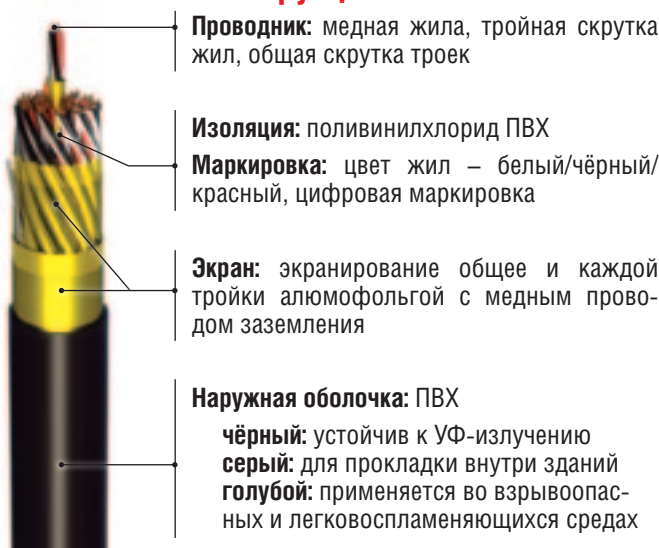 Проводник: медная жила, тройная скрутка
жил, общая скрутка троек
Изоляция: поливинилхлорид ПВХ
Маркировка: цвет жил – белый/чёрный/
красный, цифровая маркировка
Экран: экранирование общее и каждой
тройки алюмофольгой с медным прово-
дом заземления
Наружная оболочка: ПВХ
чёрный: устойчив к УФ-излучению
серый: для прокладки внутри зданий
голубой: применяется во взрывоопас-
ных и легковоспламеняющихся средах